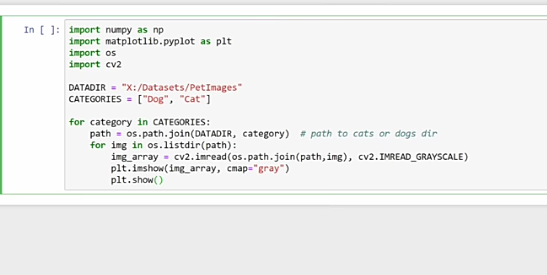 In [ ]: import numpy as np
import matplotlib.pyplot as plt
import os
import cv2
DATADIR = "X:/Datasets/PetImages"
CATEGORIES = ["Dog", "Cat"]
for category in CATEGORIES:
    path = os.path.join(DATADIR, category)  # path to cats or dogs dir
    for img in os.listdir(path):
        img_array = cv2.imread(os.path.join(path,img), cv2.IMREAD_GRAYSCALE)
        plt.imshow(img_array, cmap="gray")
        plt.show()